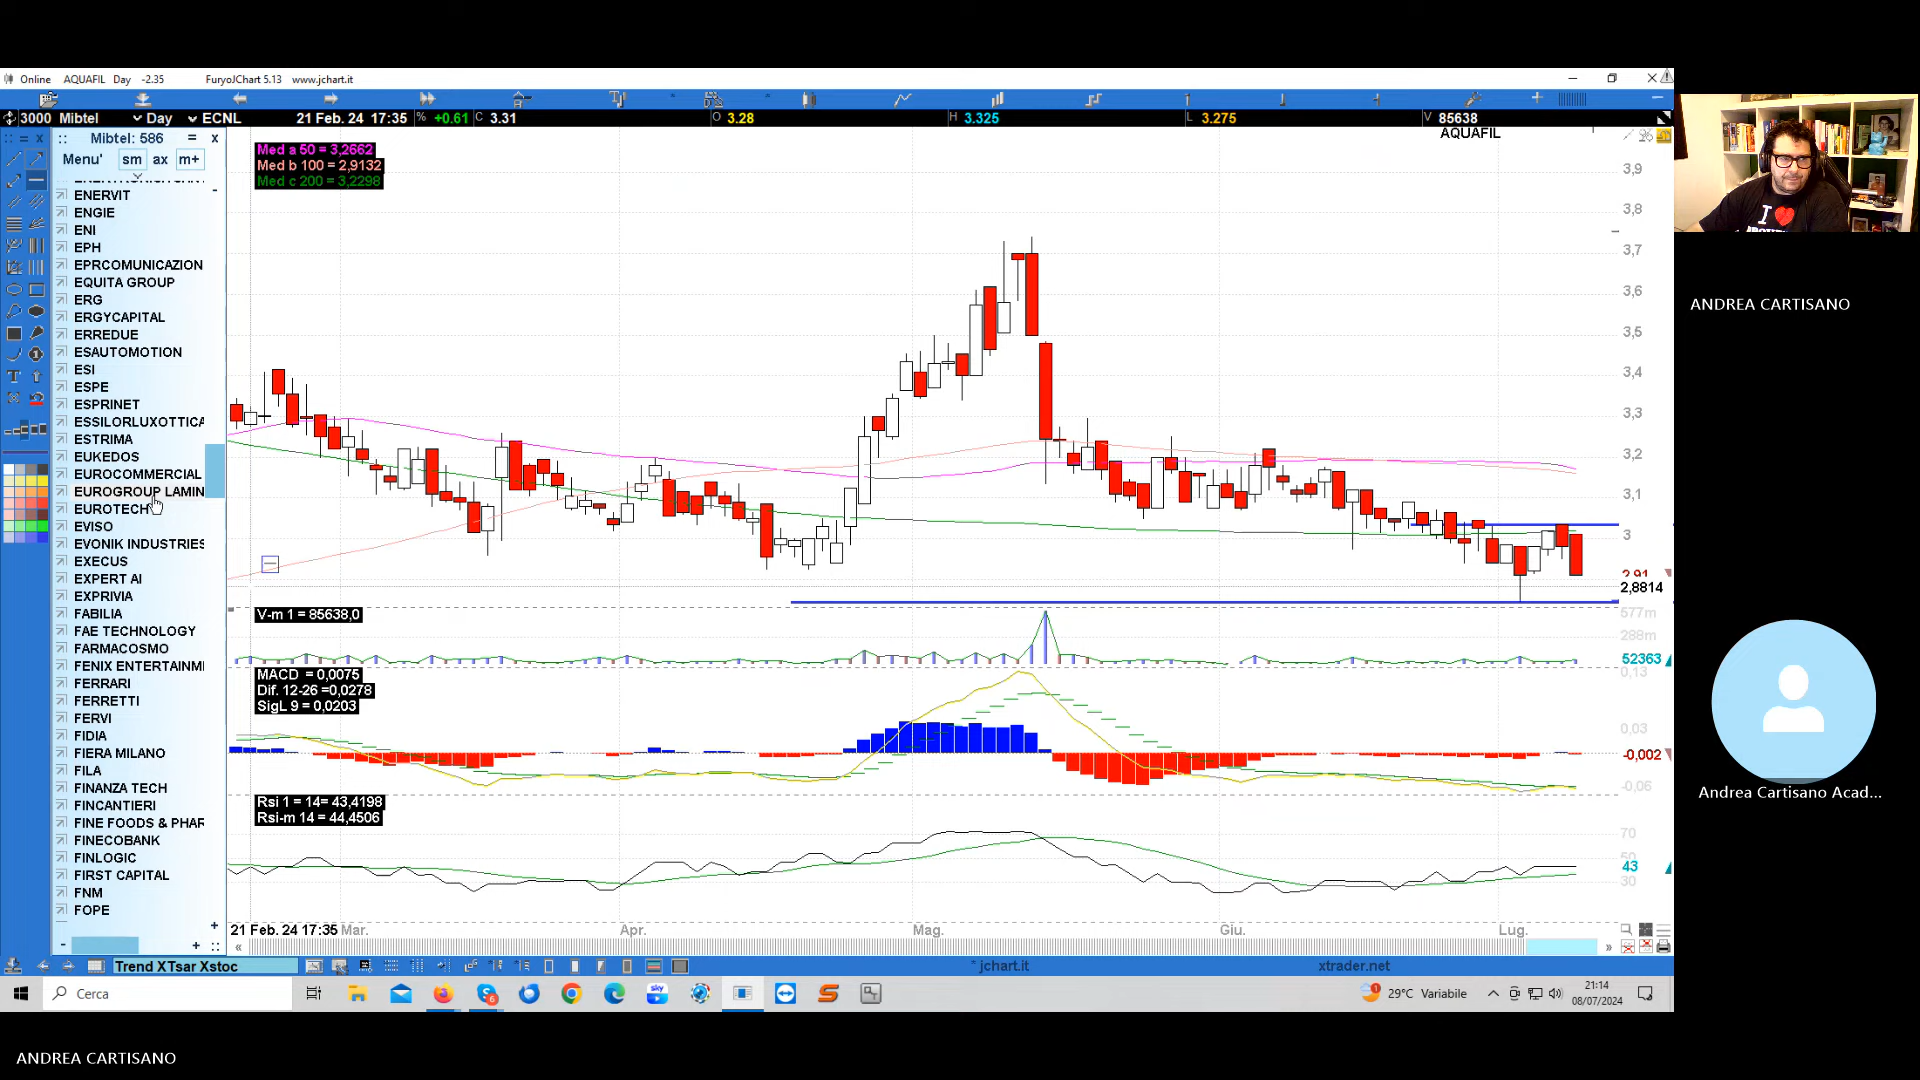 Online AQUAFIL Day -2.35 FuryoJChart 5.13 www.jchart.it
3000 Mibtel Day ECNL 21 Feb. 24 17:35 % +0.61 C 3.31 O 3.28 H 3.325 L 3.275 V 85638
Mibtel: 586
Menu' sm ax m+
ENERVIT
ENGIE
ENI
EPH
EPRCOMUNICAZION
EQUITA GROUP
ERG
ERGYCAPITAL
ERREDUE
ESAUTOMOTION
ESI
ESPE
ESPRINET
ESSILORLUXOTTICA
ESTRIMA
EUKEDOS
EUROCOMMERCIAL
EUROGROUP LAMIN
EUROTECH
EVISO
EVONIK INDUSTRIES
EXECUS
EXPERT AI
EXPRIVIA
FABILIA
FAE TECHNOLOGY
FARMACOSMO
FENIX ENTERTAINMI
FERRARI
FERRETTI
FERVI
FIDIA
FIERA MILANO
FILA
FINANZA TECH
FINCANTIERI
FINE FOODS & PHAR
FINECOBANK
FINLOGIC
FIRST CAPITAL
FNM
FOPE
AQUAFIL
Med a 50 = 3,2662
Med b 100 = 2,9132
Med c 200 = 3,2298
3,9
3,8
3,7
3,6
3,5
3,4
3,3
3,2
3,1
3
2,91
2,8814
V-m 1 = 85638,0
577m
288m
52363
MACD = 0,0075
Dif. 12-26 =0,0278
SigL 9 = 0,0203
0,13
0,03
-0,002
-0,06
Rsi 1 = 14= 43,4198
Rsi-m 14 = 44,4506
70
50
43
30
21 Feb. 24 17:35 Mar. Apr. Mag. Giu. Lug.
Trend XTsar Xstoc
jchart.it
xtrader.net
Cerca
29°C Variabile
21:14
08/07/2024
I
ANDREA CARTISANO
Andrea Cartisano Acad...
ANDREA CARTISANO